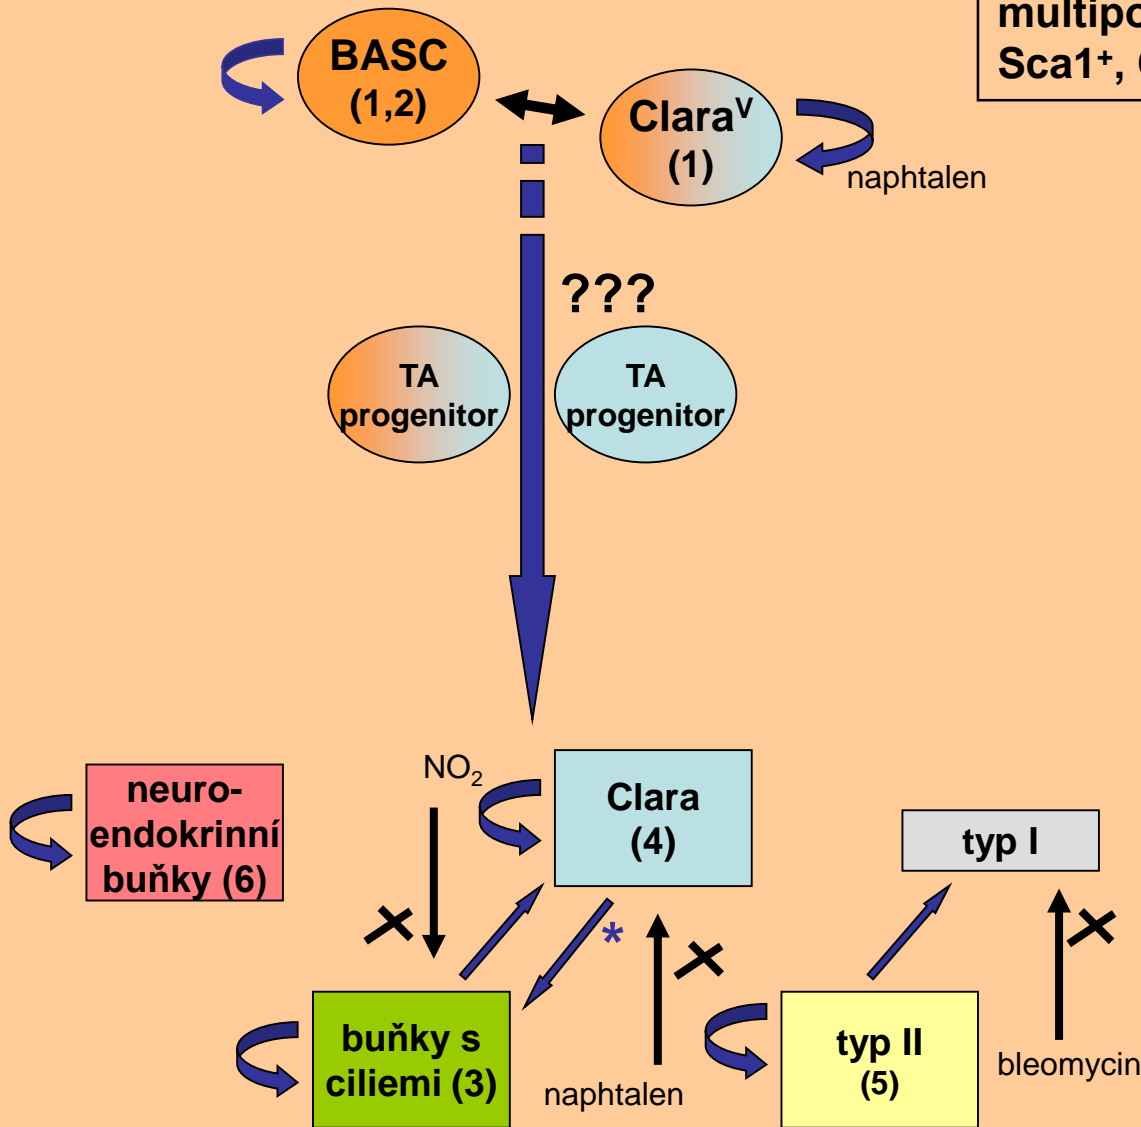 BASC
(1,2)
Claraⱽ
(1)
naphtalen
Sca1⁺,
???
TA
progenitor
TA
progenitor
neuro-
endokrinní
buňky (6)
NO₂
Clara
(4)
typ I
*
buňky s
ciliemi (3)
naphtalen
typ II
(5)
bleomycin